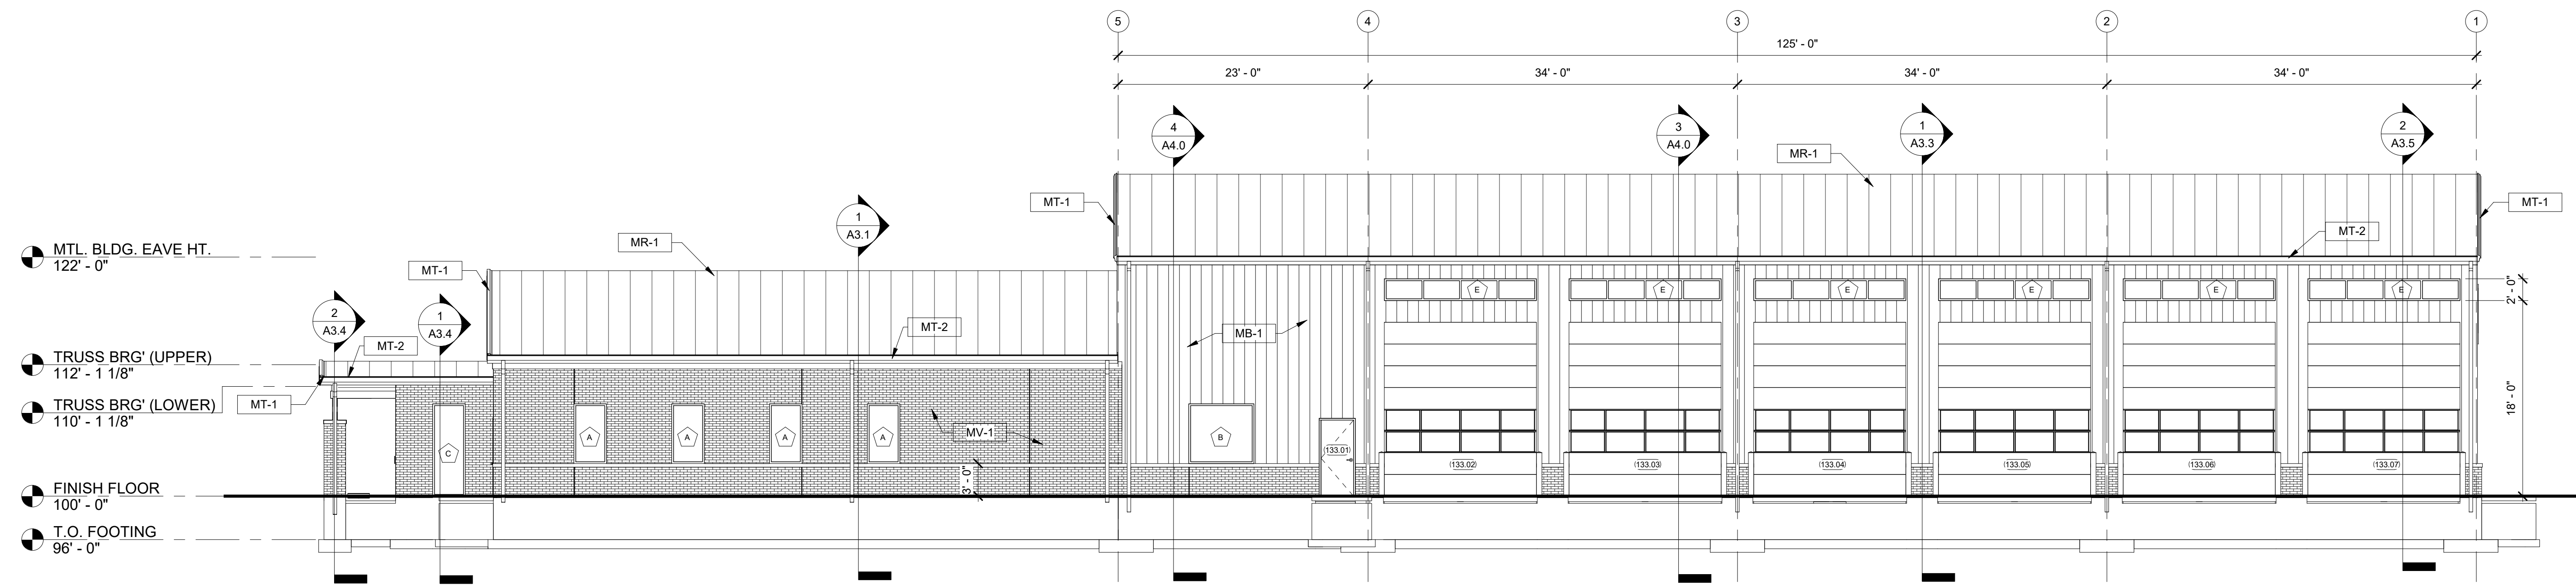 5
4
3
2
1
125' - 0"
23' - 0"
34' - 0"
34' - 0"
34' - 0"
4
A4.0
3
A4.0
1
A3.3
2
A3.5
MR-1
MT-1
MT-1
1
A3.1
MT-2
MR-1
MTL. BLDG. EAVE HT.
122' - 0"
MT-1
2
A3.4
1
A3.4
E
E
E
E
E
E
2' - 0"
MT-2
MB-1
MT-2
TRUSS BRG' (UPPER)
112' - 1 1/8"
TRUSS BRG' (LOWER)
110' - 1 1/8"
MT-1
18' - 0"
MV-1
A
A
A
A
B
C
(133.01)
(133.02)
(133.03)
(133.04)
(133.05)
(133.06)
(133.07)
3' - 0"
FINISH FLOOR
100' - 0"
T.O. FOOTING
96' - 0"